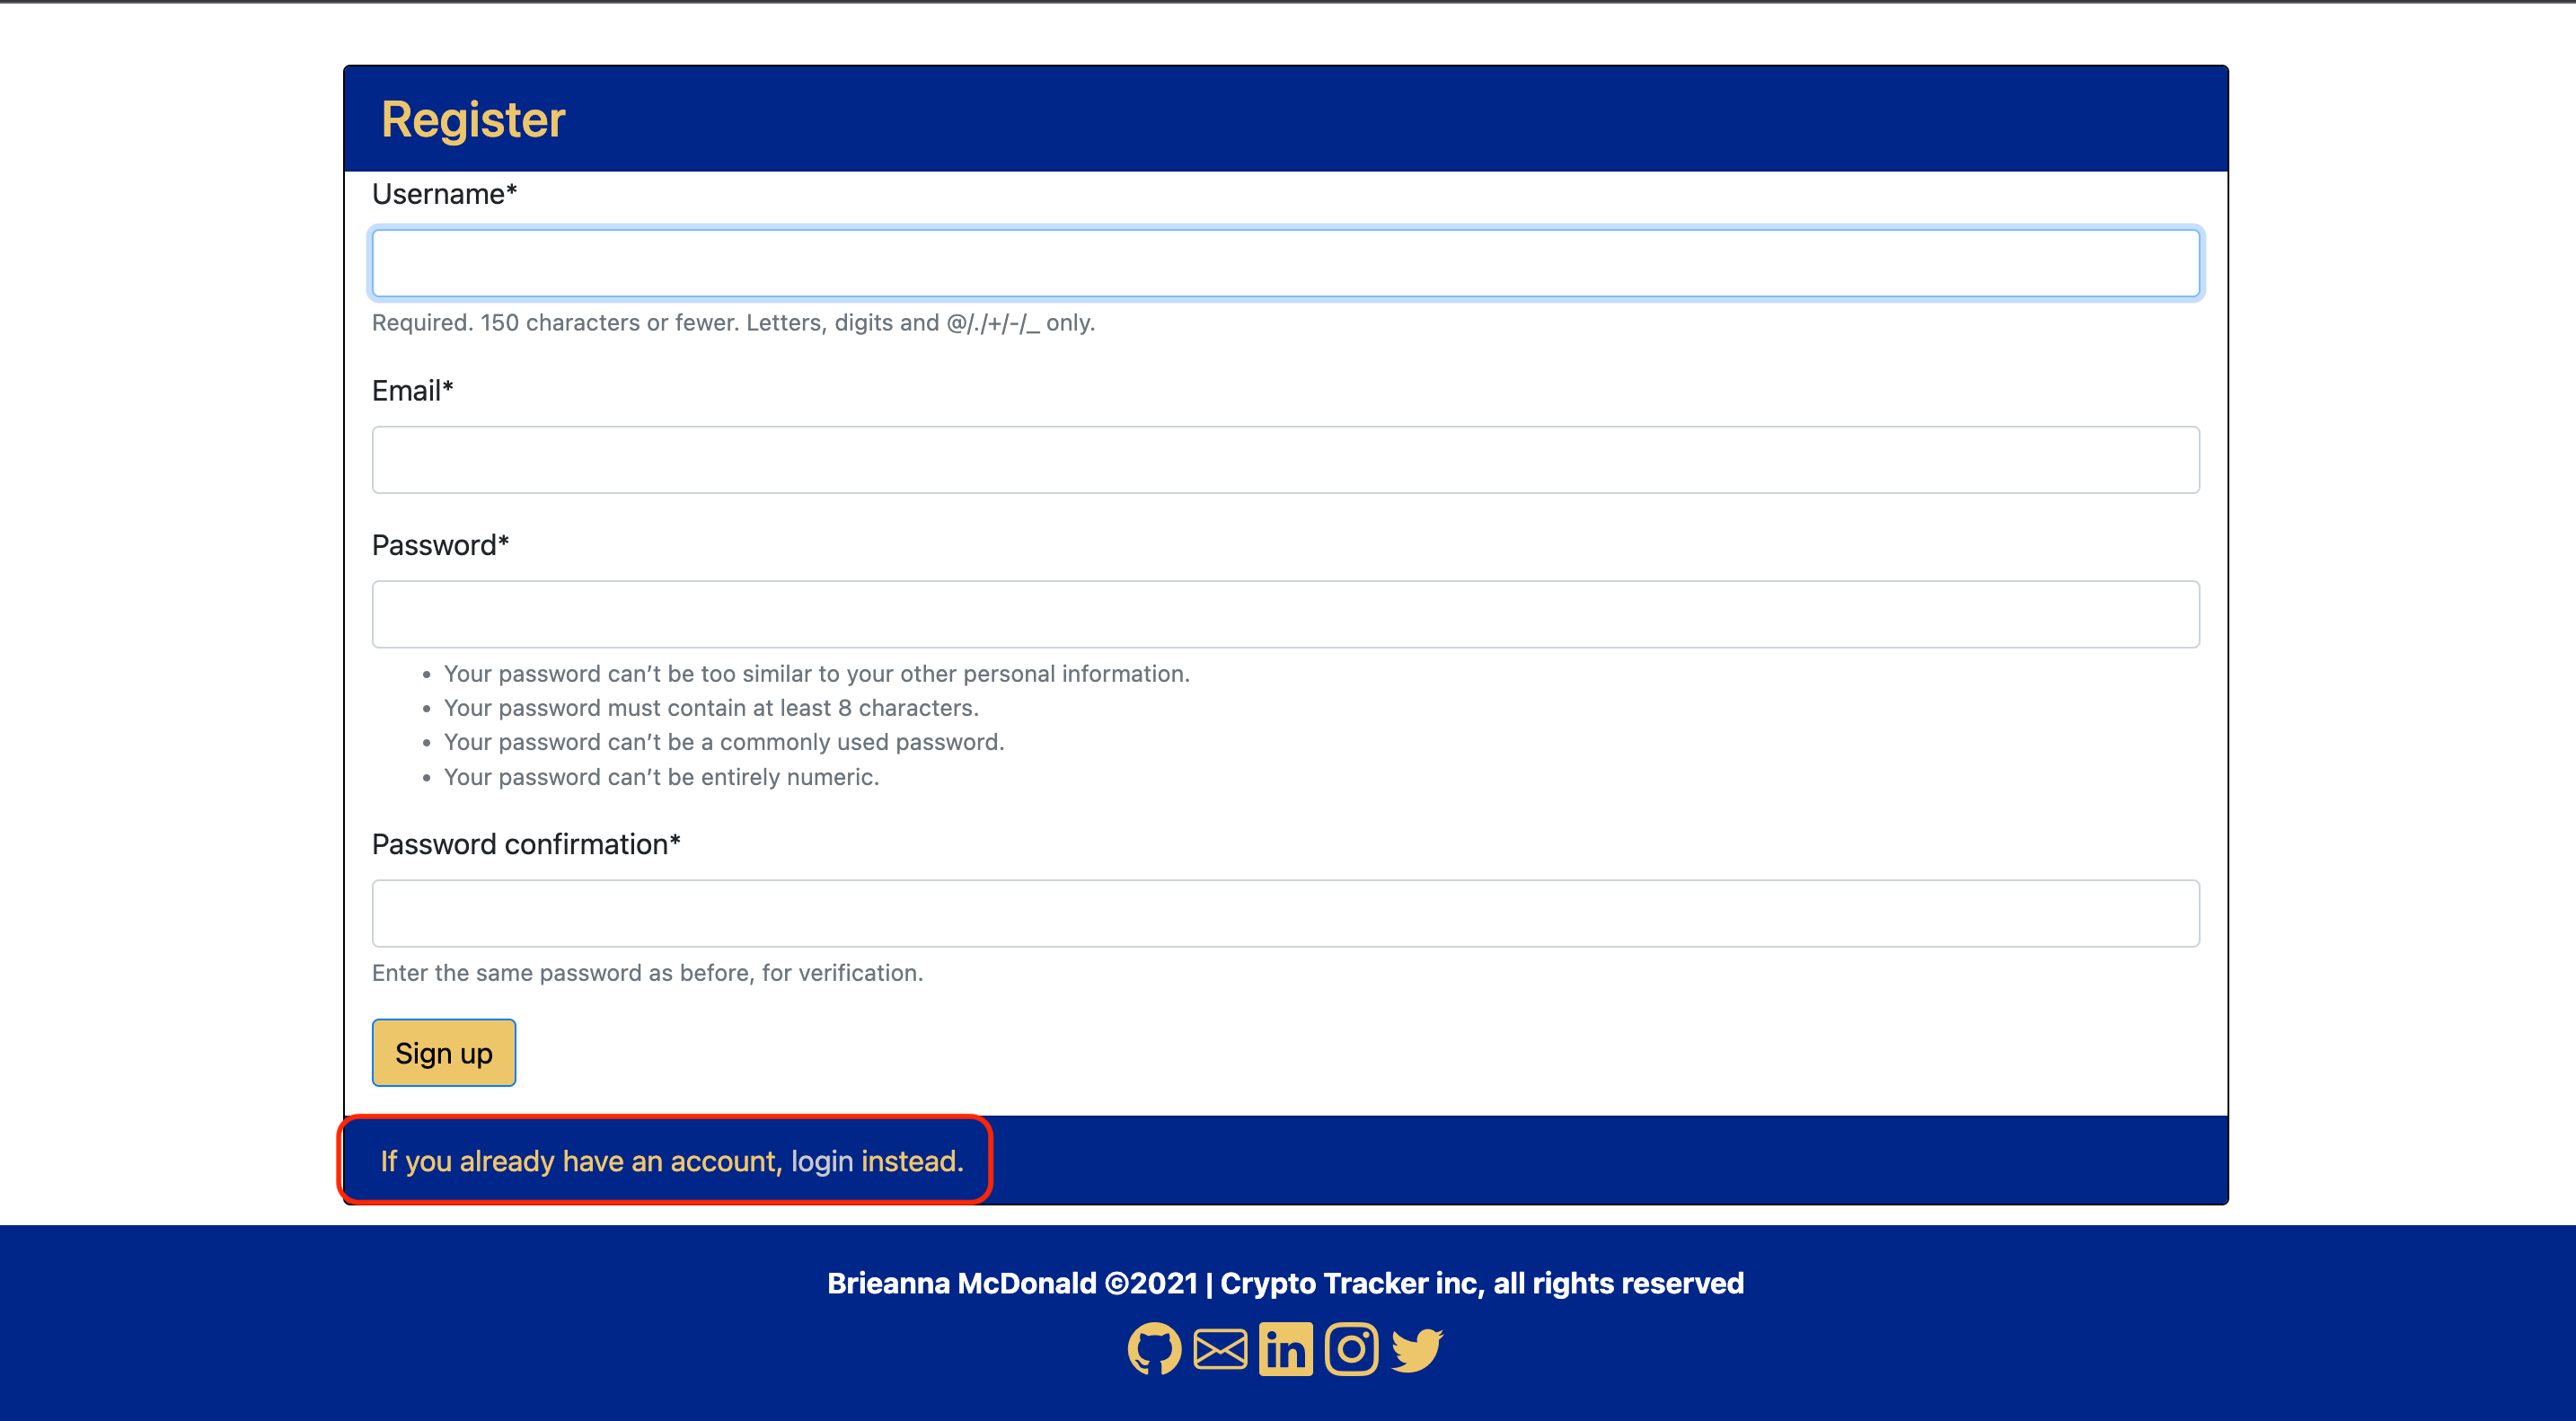 Register
Username*
Required. 150 characters or fewer. Letters, digits and @/./+/-/_ only.
Email*
Password*
• Your password can’t be too similar to your other personal information.
• Your password must contain at least 8 characters.
• Your password can’t be a commonly used password.
• Your password can’t be entirely numeric.
Password confirmation*
Enter the same password as before, for verification.
Sign up
If you already have an account, login instead.
Brieanna McDonald ©2021 | Crypto Tracker inc, all rights reserved
in